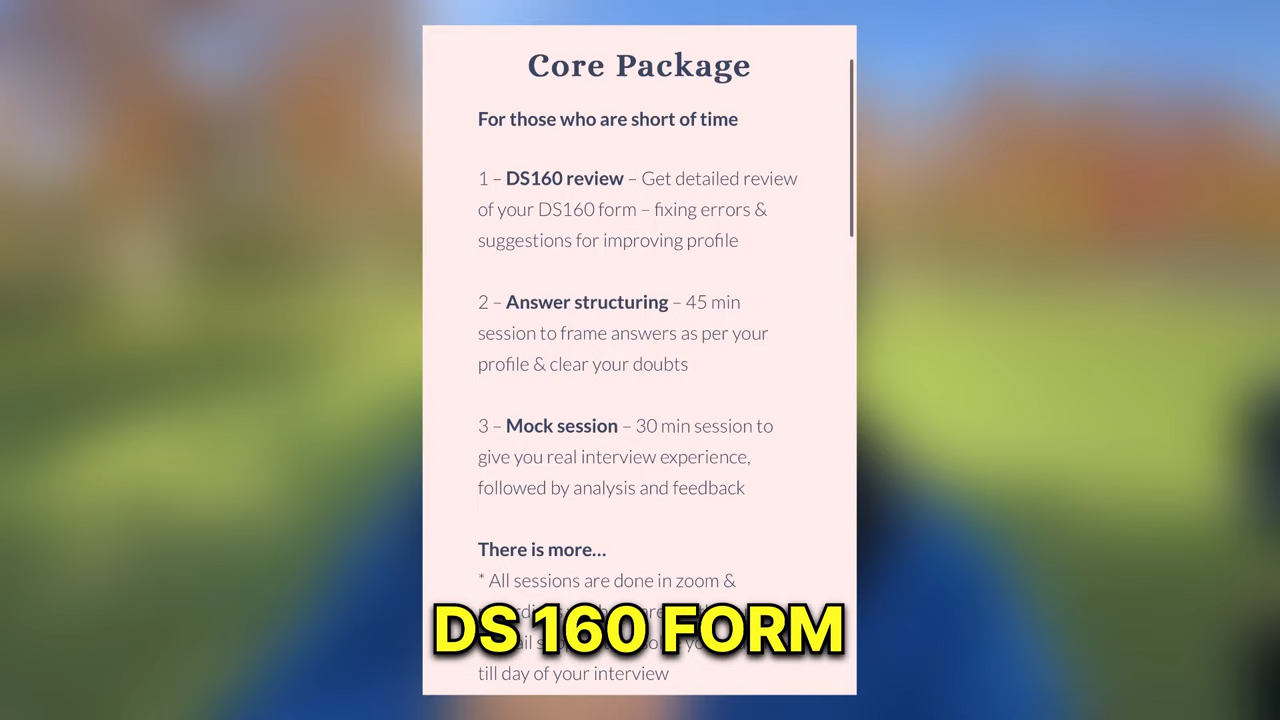 Core Package
For those who are short of time
1 – DS160 review – Get detailed review
of your DS160 form – fixing errors &
suggestions for improving profile
2 – Answer structuring – 45 min
session to frame answers as per your
profile & clear your doubts
3 – Mock session – 30 min session to
give you real interview experience,
followed by analysis and feedback
There is more...
* All sessions are done in zoom &
DS 160 FORM
till day of your interview